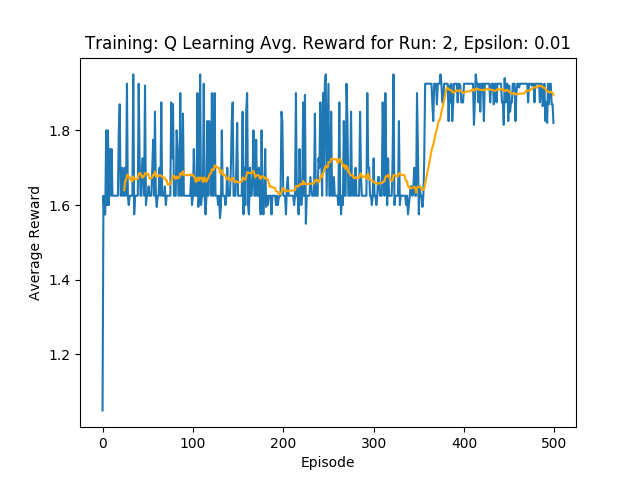 Training: Q Learning Avg. Reward for Run: 2, Epsilon: 0.01
1.8
1.6
1.4
1.2
Average Reward
0 100 200 300 400 500
Episode